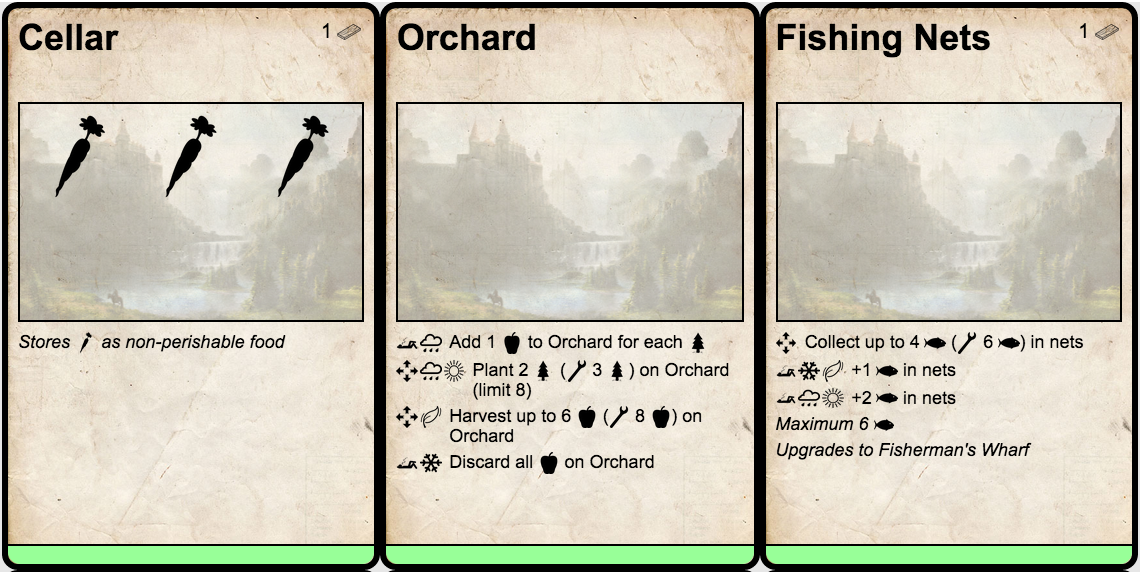 Cellar 1
Stores as non-perishable food
Orchard
Add 1 to Orchard for each
Plant 2 ( 3 ) on Orchard
(limit 8)
Harvest up to 6 ( 8 ) on
Orchard
Discard all on Orchard
Fishing Nets 1
Collect up to 4 ( 6 ) in nets
+1 in nets
+2 in nets
Maximum 6
Upgrades to Fisherman's Wharf